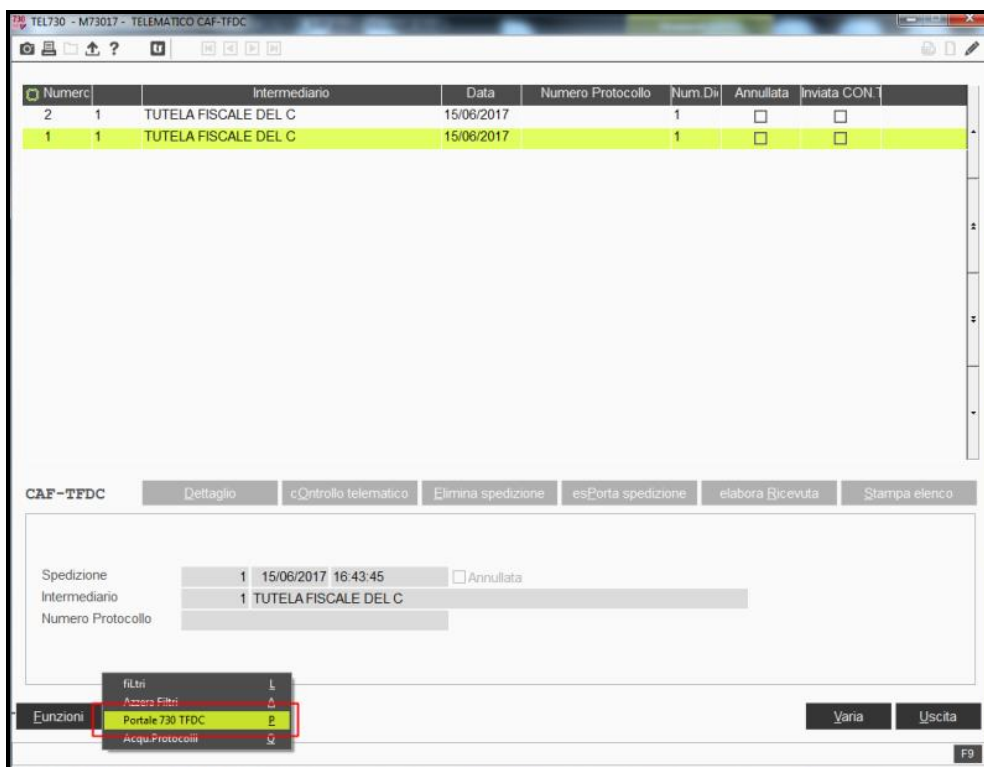 730 TEL730 - M73017 - TELEMATICO CAF-TFDC
?
Numerc Intermediario Data Numero Protocollo Num.Di Annullata Inviata CON.T
2 1 TUTELA FISCALE DEL C 15/06/2017 1
1 1 TUTELA FISCALE DEL C 15/06/2017 1
CAF-TFDC Dettaglio cOntrollo telematico Elimina spedizione esPorta spedizione elabora Ricevuta Stampa elenco
Spedizione 1 15/06/2017 16:43:45 Annullata
Intermediario 1 TUTELA FISCALE DEL C
Numero Protocollo
fiLtri L
Azzera Filtri A
Portale 730 TFDC P
Acqu.Protocolli Q
Funzioni Varia Uscita
F9